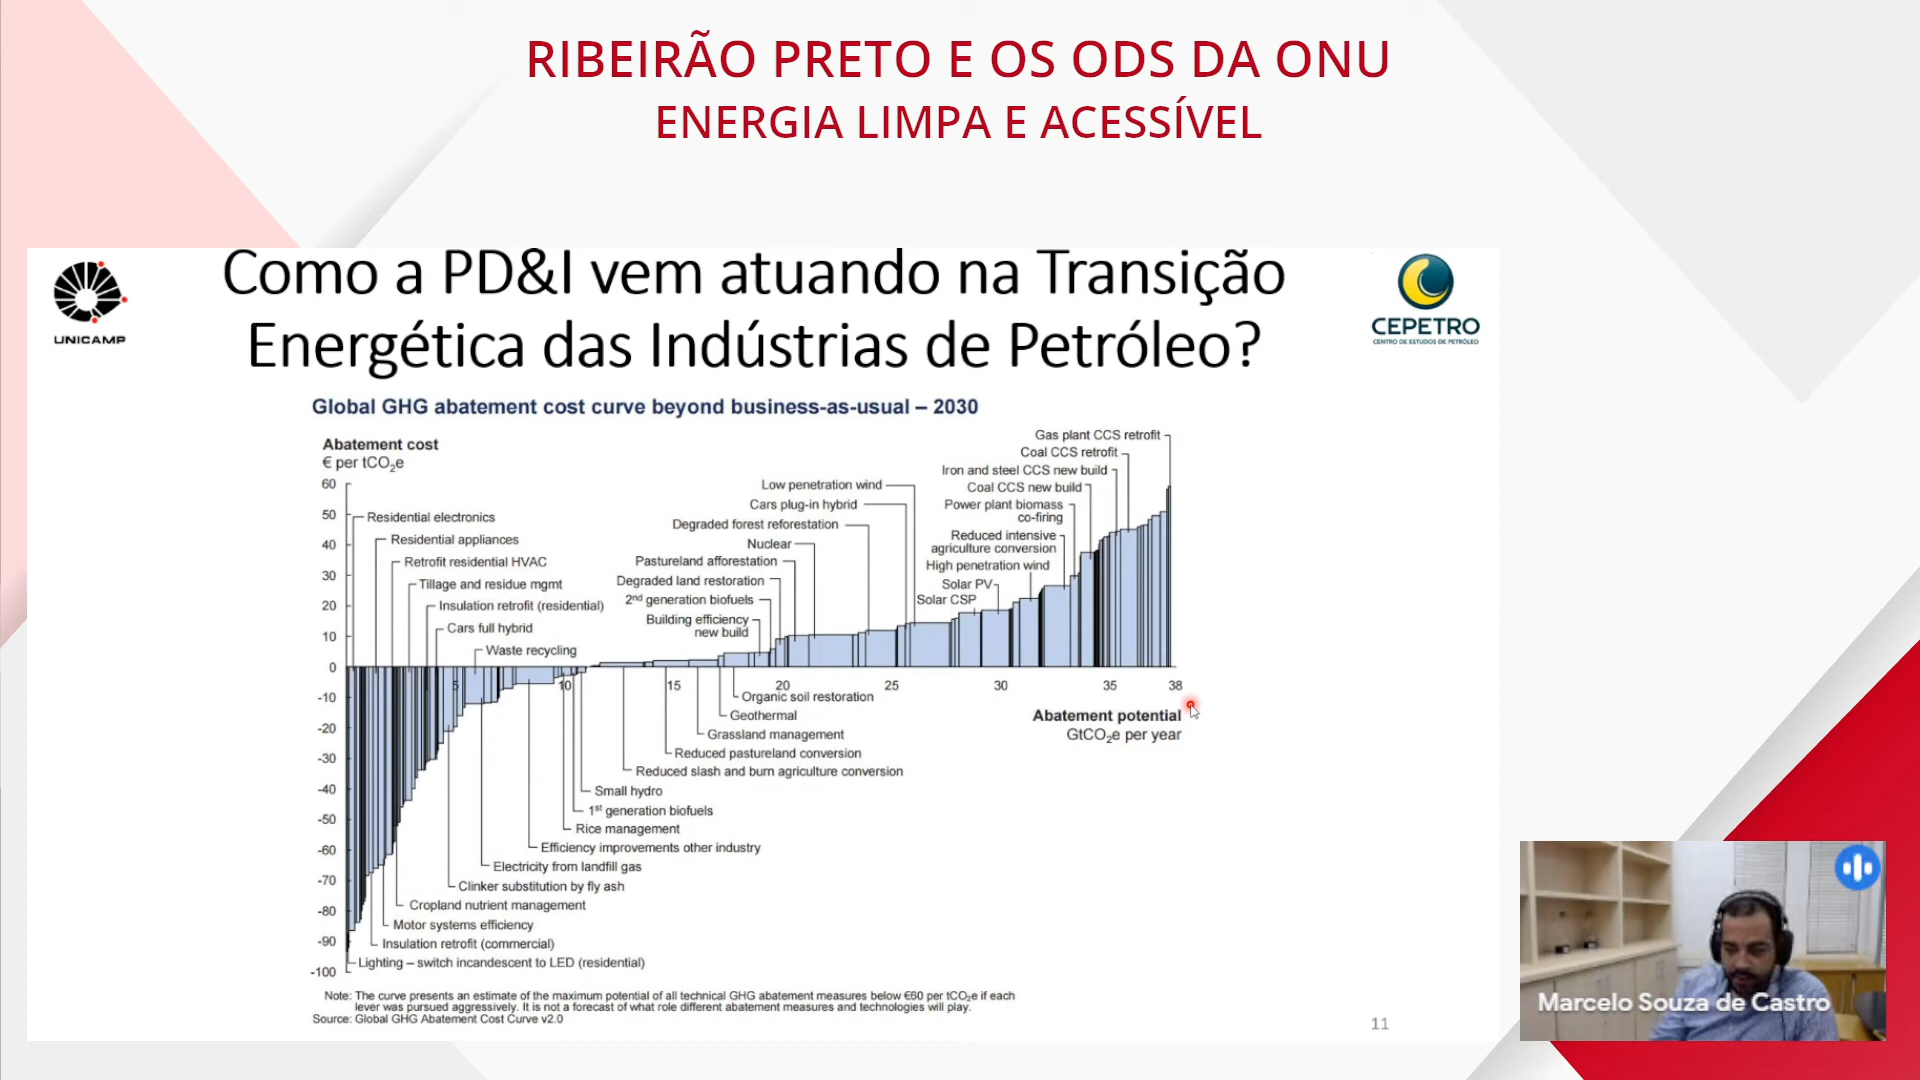 RIBEIRÃO PRETO E OS ODS DA ONU
ENERGIA LIMPA E ACESSÍVEL
UNICAMP
Como a PD&I vem atuando na Transição
Energética das Indústrias de Petróleo?
CEPETRO
CENTRO DE ESTUDOS DE PETRÓLEO
Global GHG abatement cost curve beyond business-as-usual – 2030
Abatement cost
€ per tCO₂e
60
50
40
30
20
10
0
-10
-20
-30
-40
-50
-60
-70
-80
-90
-100
Residential electronics
Residential appliances
Retrofit residential HVAC
Tillage and residue mgmt
Insulation retrofit (residential)
Cars full hybrid
Waste recycling
Gas plant CCS retrofit
Coal CCS retrofit
Iron and steel CCS new build
Coal CCS new build
Power plant biomass
co-firing
Reduced intensive
agriculture conversion
High penetration wind
Solar PV
Solar CSP
Low penetration wind
Cars plug-in hybrid
Degraded forest reforestation
Nuclear
Pastureland afforestation
Degraded land restoration
2nd generation biofuels
Building efficiency
new build
5 10 15 20 25 30 35 38
Organic soil restoration
Geothermal
Grassland management
Reduced pastureland conversion
Reduced slash and burn agriculture conversion
Small hydro
1st generation biofuels
Rice management
Efficiency improvements other industry
Electricity from landfill gas
Clinker substitution by fly ash
Cropland nutrient management
Motor systems efficiency
Insulation retrofit (commercial)
Lighting – switch incandescent to LED (residential)
Abatement potential
GtCO₂e per year
Note: The curve presents an estimate of the maximum potential of all technical GHG abatement measures below €60 per tCO₂e if each
lever was pursued aggressively. It is not a forecast of what role different abatement measures and technologies will play.
Source: Global GHG Abatement Cost Curve v2.0
11
Marcelo Souza de Castro